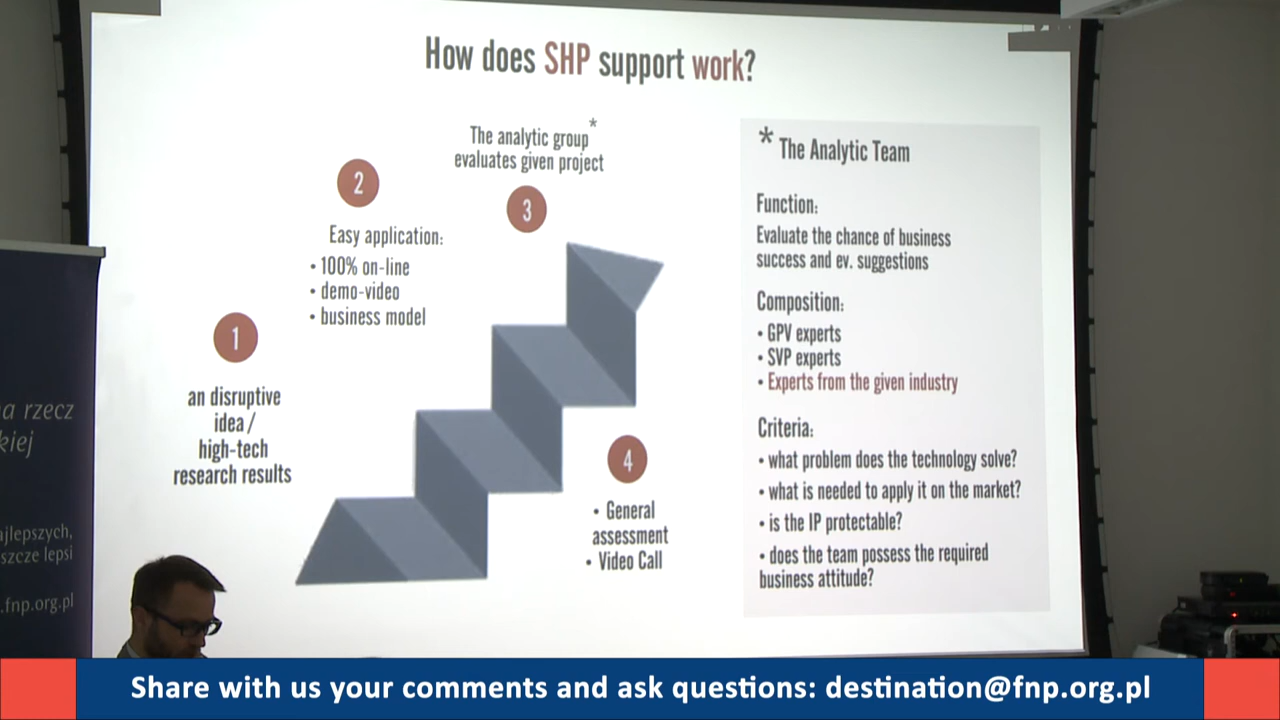 How does SHP support work?
The analytic group*
evaluates given project
3
2
Easy application:
• 100% on-line
• demo-video
• business model
1
an disruptive
idea /
high-tech
research results
4
• General
assessment
• Video Call
* The Analytic Team
Function:
Evaluate the chance of business
success and ev. suggestions
Composition:
• GPV experts
• SVP experts
• Experts from the given industry
Criteria:
• what problem does the technology solve?
• what is needed to apply it on the market?
• is the IP protectable?
• does the team possess the required
business attitude?
rzecz
kiej
ajlepszych,
szcze lepsi
.fnp.org.pl
Share with us your comments and ask questions: destination@fnp.org.pl